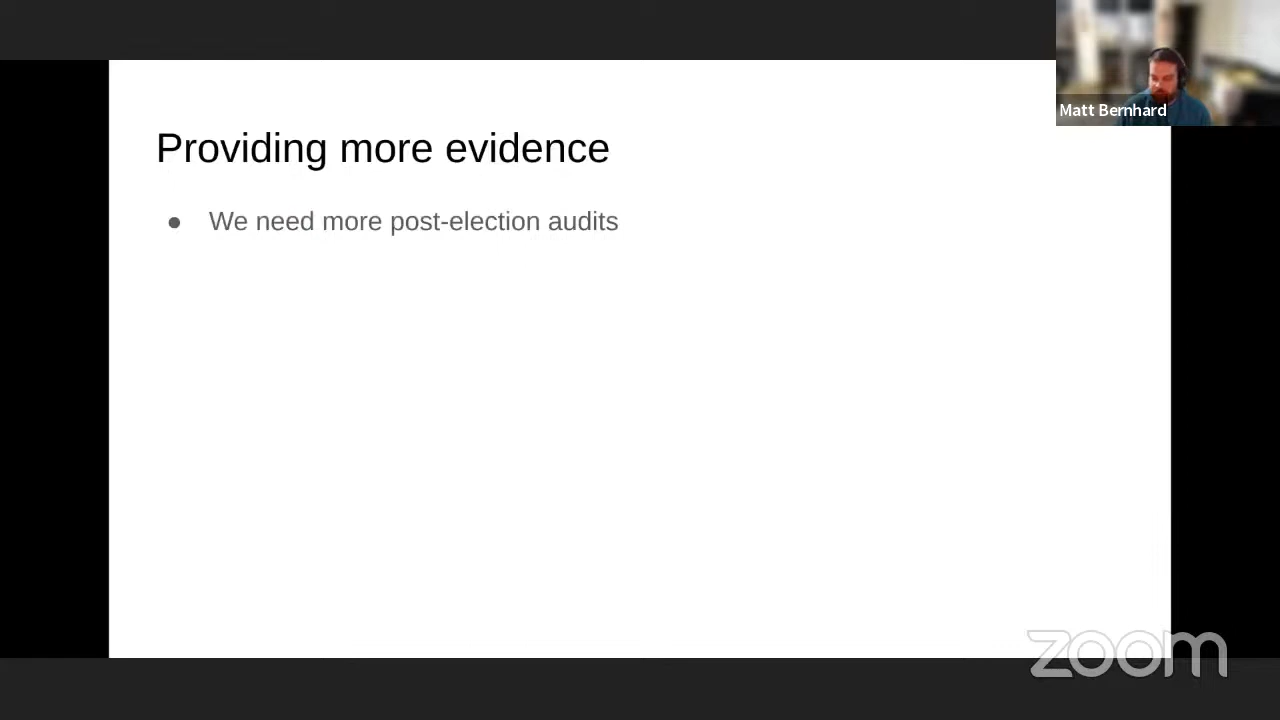 Matt Bernhard
Providing more evidence
● We need more post-election audits
zoom